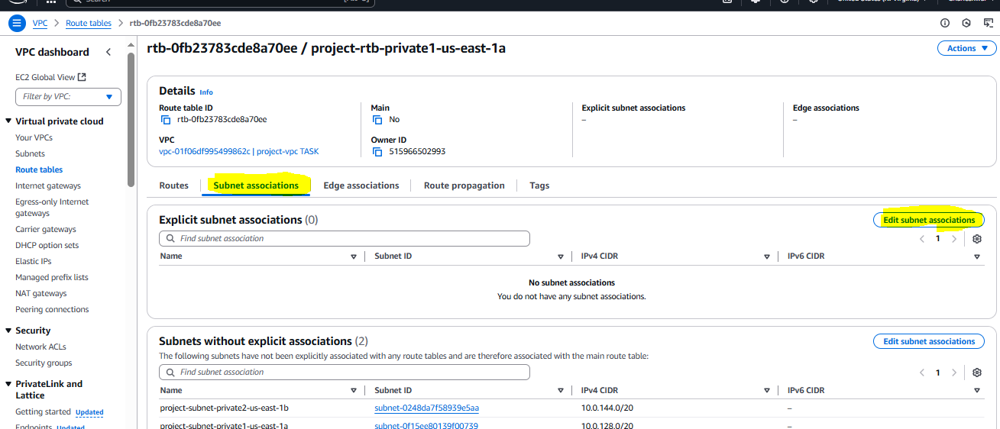 Search
VPC > Route tables > rtb-0fb23783cde8a70ee
VPC dashboard
EC2 Global View
Filter by VPC:
Virtual private cloud
Your VPCs
Subnets
Route tables
Internet gateways
Egress-only Internet
gateways
Carrier gateways
DHCP option sets
Elastic IPs
Managed prefix lists
NAT gateways
Peering connections
Security
Network ACLs
Security groups
PrivateLink and
Lattice
Getting started Updated
Endpoints Updated
rtb-0fb23783cde8a70ee / project-rtb-private1-us-east-1a
Actions
Details Info
Route table ID
rtb-0fb23783cde8a70ee
Main
No
Explicit subnet associations
–
Edge associations
–
VPC
vpc-01f06df995499862c | project-vpc TASK
Owner ID
515966502993
Routes
Subnet associations
Edge associations
Route propagation
Tags
Explicit subnet associations (0)
Edit subnet associations
Find subnet association
1
Name
Subnet ID
IPv4 CIDR
IPv6 CIDR
No subnet associations
You do not have any subnet associations.
Subnets without explicit associations (2)
Edit subnet associations
The following subnets have not been explicitly associated with any route tables and are therefore associated with the main route table:
Find subnet association
1
Name
Subnet ID
IPv4 CIDR
IPv6 CIDR
project-subnet-private2-us-east-1b subnet-0248da7f58939e5aa 10.0.144.0/20 –
project-subnet-private1-us-east-1a subnet-0f15ee80139f00739 10.0.128.0/20 –